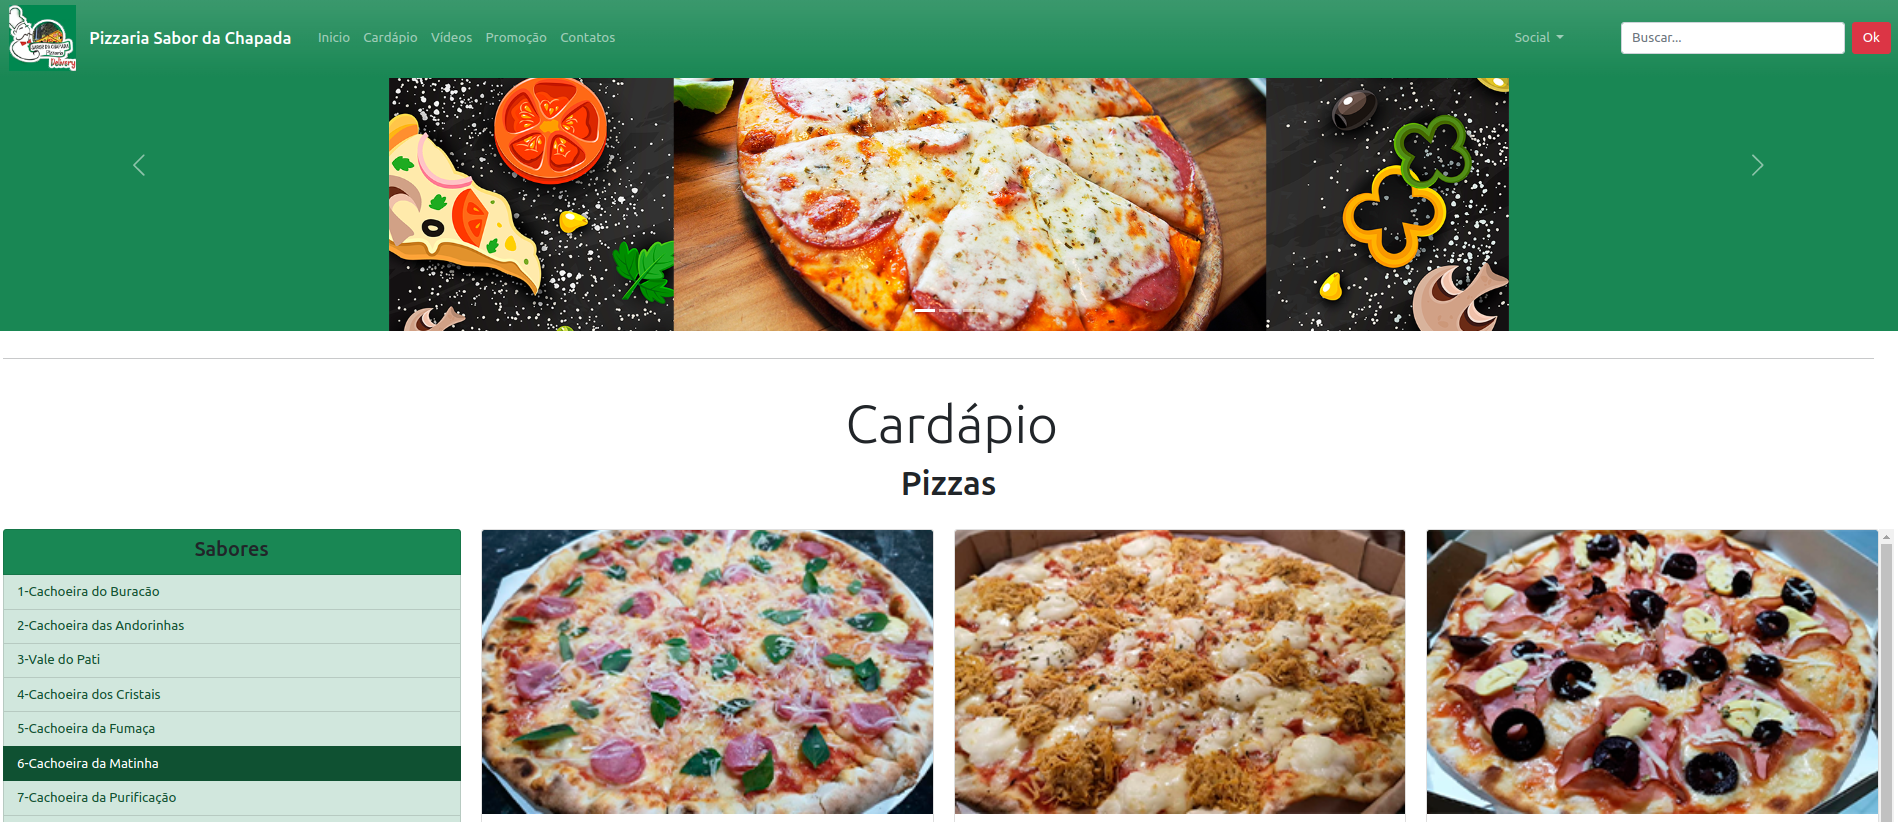 SABOR DA CHAPADA
Pizzaria
Delivery
Pizzaria Sabor da Chapada
Inicio
Cardápio
Vídeos
Promoção
Contatos
Social
Buscar...
Ok
Cardápio
Pizzas
Sabores
1-Cachoeira do Buracão
2-Cachoeira das Andorinhas
3-Vale do Pati
4-Cachoeira dos Cristais
5-Cachoeira da Fumaça
6-Cachoeira da Matinha
7-Cachoeira da Purificação